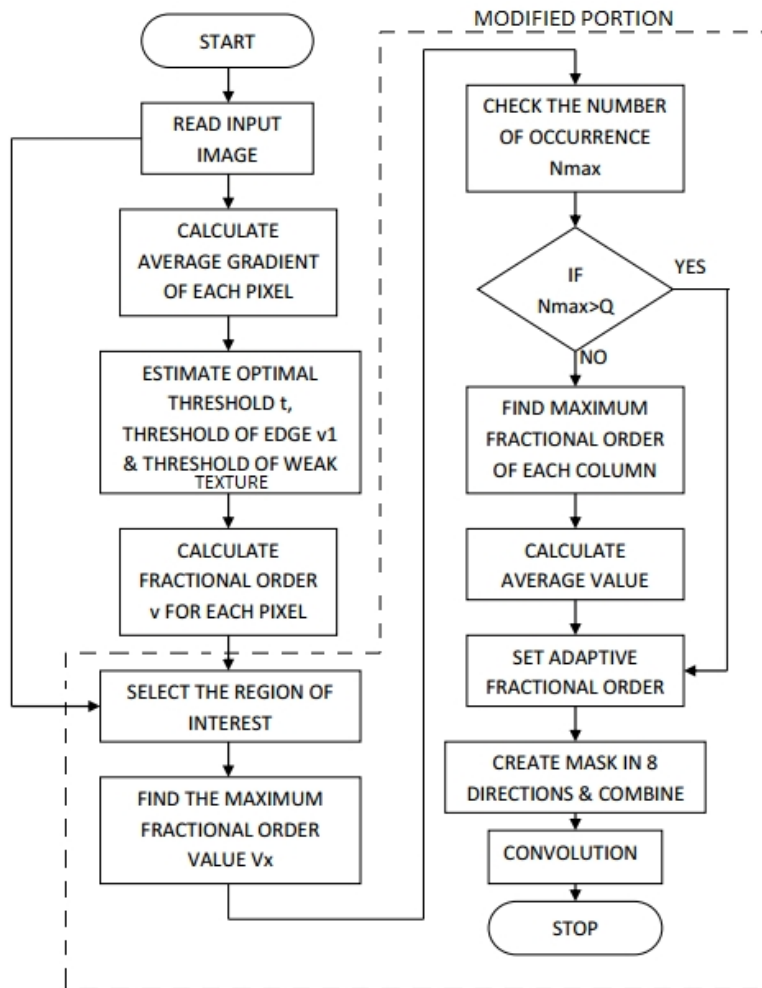 MODIFIED PORTION
START
READ INPUT
IMAGE
CALCULATE
AVERAGE GRADIENT
OF EACH PIXEL
ESTIMATE OPTIMAL
THRESHOLD t,
THRESHOLD OF EDGE v1
& THRESHOLD OF WEAK
TEXTURE
CALCULATE
FRACTIONAL ORDER
v FOR EACH PIXEL
SELECT THE REGION OF
INTEREST
FIND THE MAXIMUM
FRACTIONAL ORDER
VALUE Vx
CHECK THE NUMBER
OF OCCURRENCE
Nmax
IF
Nmax>Q
YES
NO
FIND MAXIMUM
FRACTIONAL ORDER
OF EACH COLUMN
CALCULATE
AVERAGE VALUE
SET ADAPTIVE
FRACTIONAL ORDER
CREATE MASK IN 8
DIRECTIONS & COMBINE
CONVOLUTION
STOP